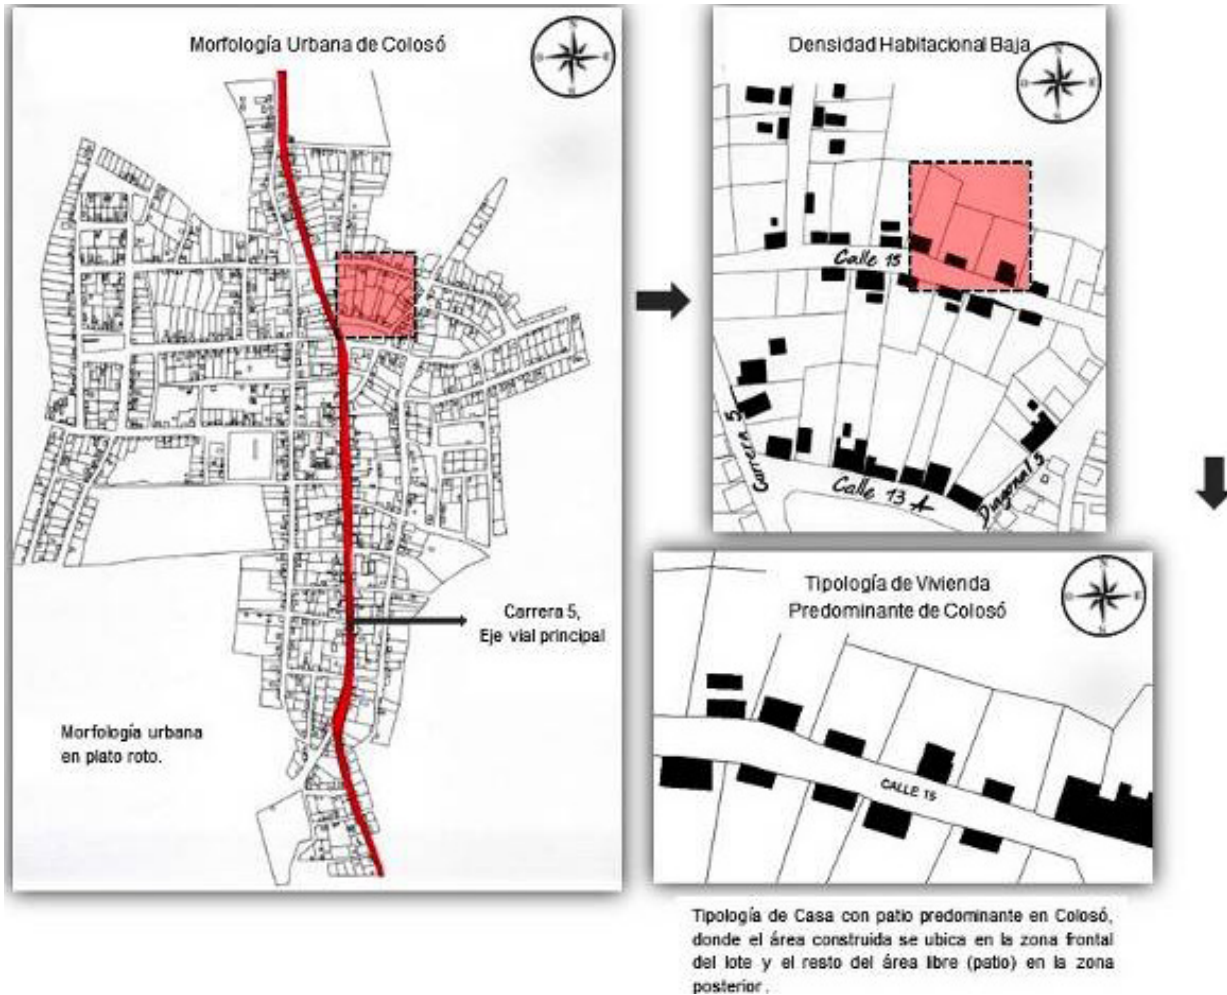 Morfología Urbana de Colosó
Carrera 5,
Eje vial principal
Morfología urbana
en plato roto.
Densidad Habitacional Baja
Calle 15
Carrera 5
Calle 13 A
Diagonal 3
Tipología de Vivienda
Predominante de Colosó
CALLE 15
Tipología de Casa con patio predominante en Colosó,
donde el área construida se ubica en la zona frontal
del lote y el resto del área libre (patio) en la zona
posterior.